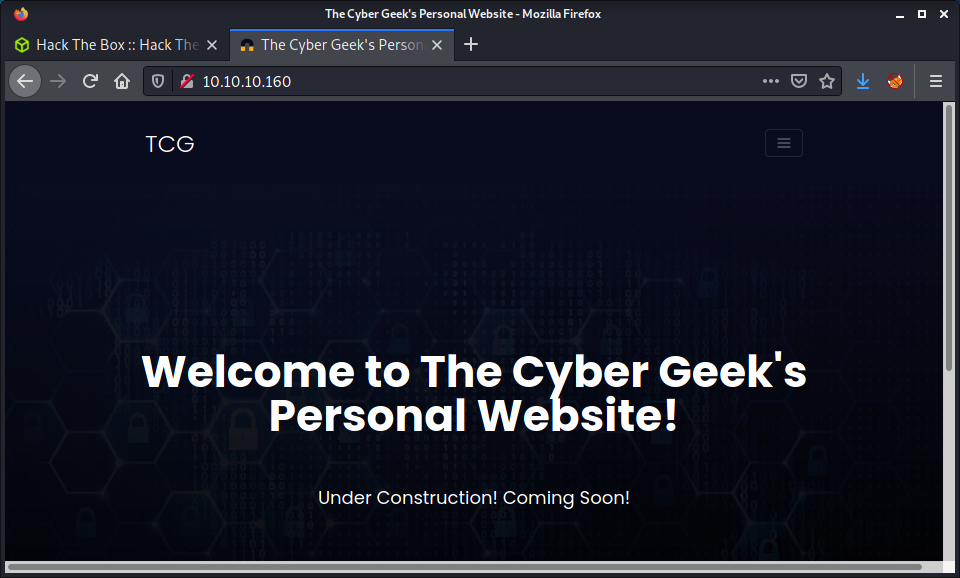 The Cyber Geek's Personal Website - Mozilla Firefox
Hack The Box :: Hack The
The Cyber Geek's Person
10.10.10.160
TCG
Welcome to The Cyber Geek's
Personal Website!
Under Construction! Coming Soon!